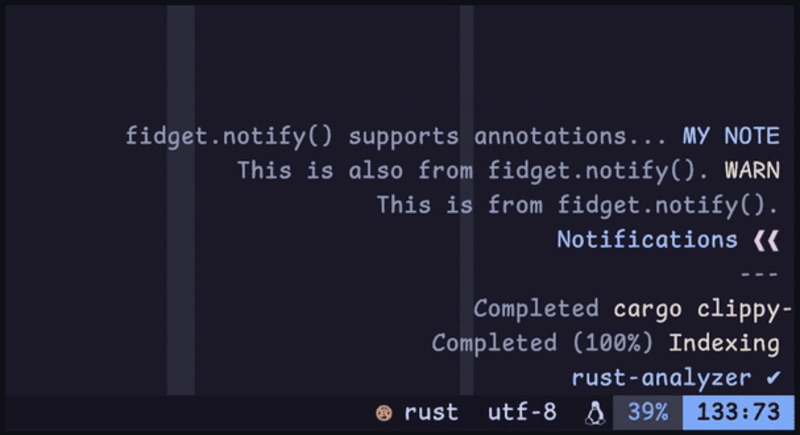 fidget.notify() supports annotations... MY NOTE
This is also from fidget.notify(). WARN
This is from fidget.notify().
Notifications ❰❰
---
Completed cargo clippy-
Completed (100%) Indexing
rust-analyzer ✔
rust utf-8 39% 133:73